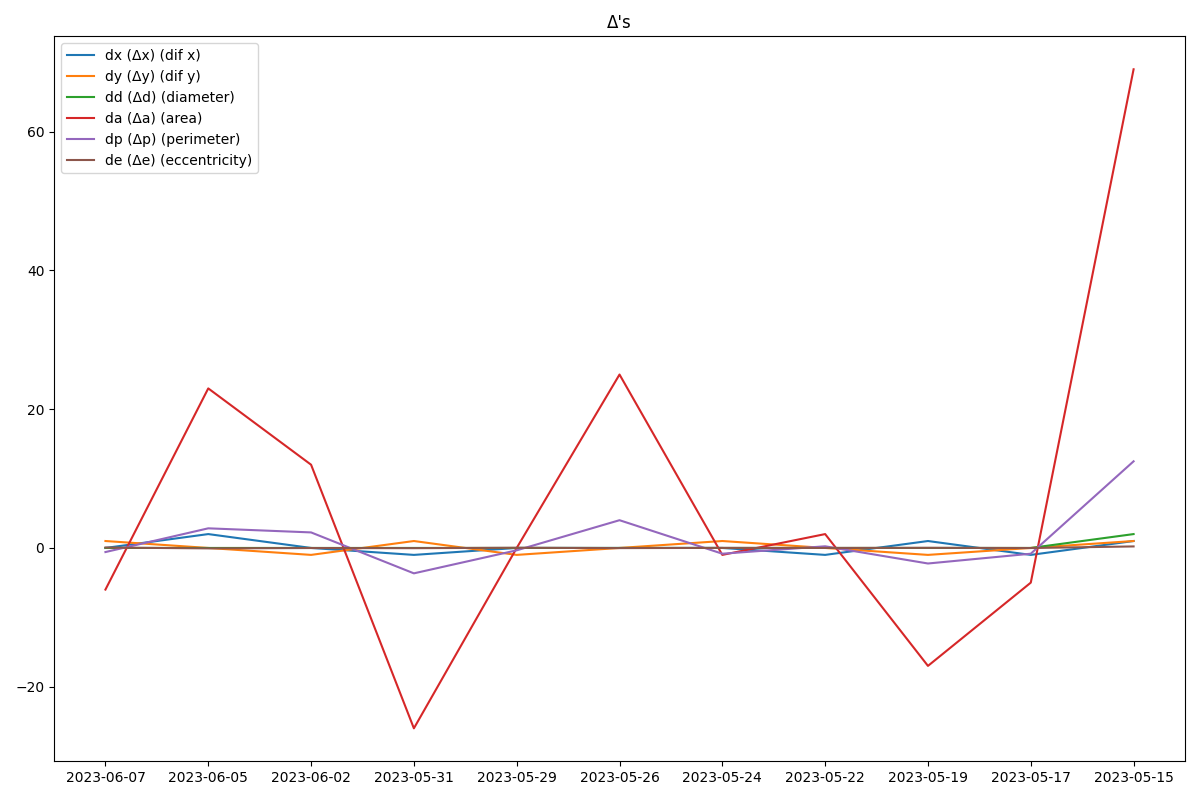 Δ's
dx (Δx) (dif x)
dy (Δy) (dif y)
dd (Δd) (diameter)
da (Δa) (area)
dp (Δp) (perimeter)
de (Δe) (eccentricity)
60
40
20
0
−20
2023-06-07 2023-06-05 2023-06-02 2023-05-31 2023-05-29 2023-05-26 2023-05-24 2023-05-22 2023-05-19 2023-05-17 2023-05-15